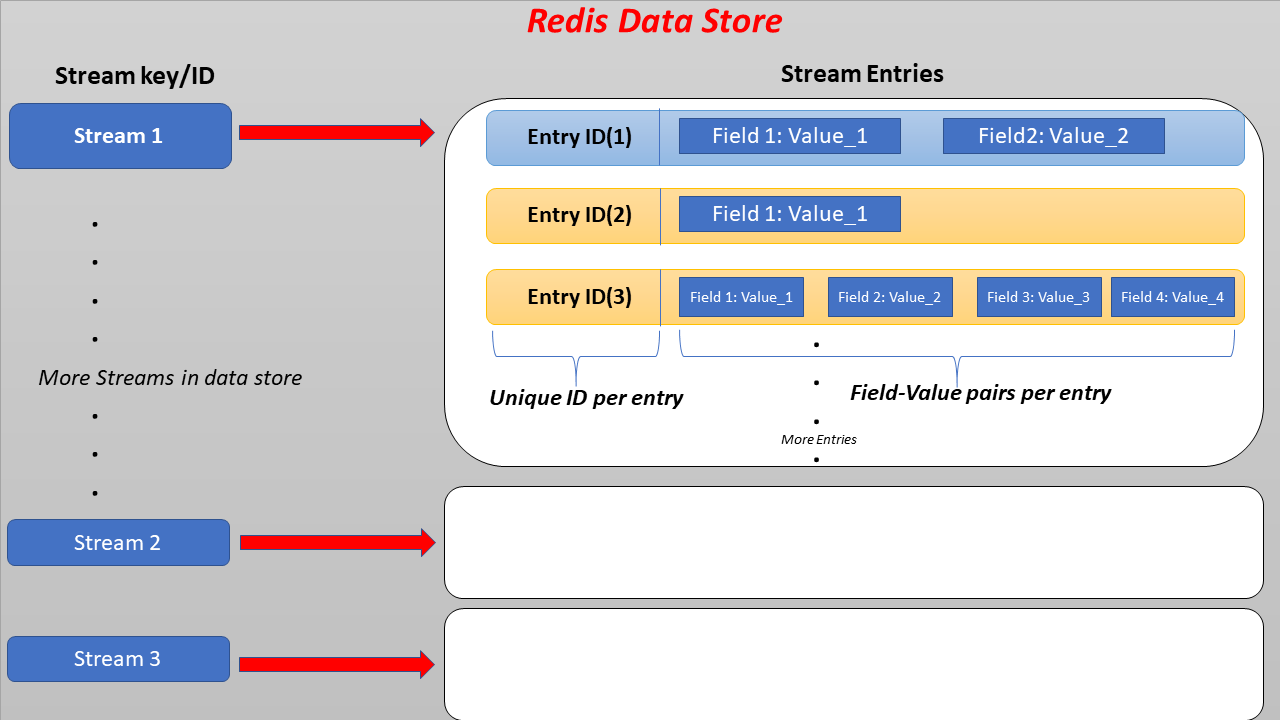 Redis Data Store
Stream key/ID
Stream Entries
Stream 1
Entry ID(1)
Field 1: Value_1
Field2: Value_2
Entry ID(2)
Field 1: Value_1
Entry ID(3)
Field 1: Value_1
Field 2: Value_2
Field 3: Value_3
Field 4: Value_4
More Streams in data store
Unique ID per entry
Field-Value pairs per entry
More Entries
Stream 2
Stream 3